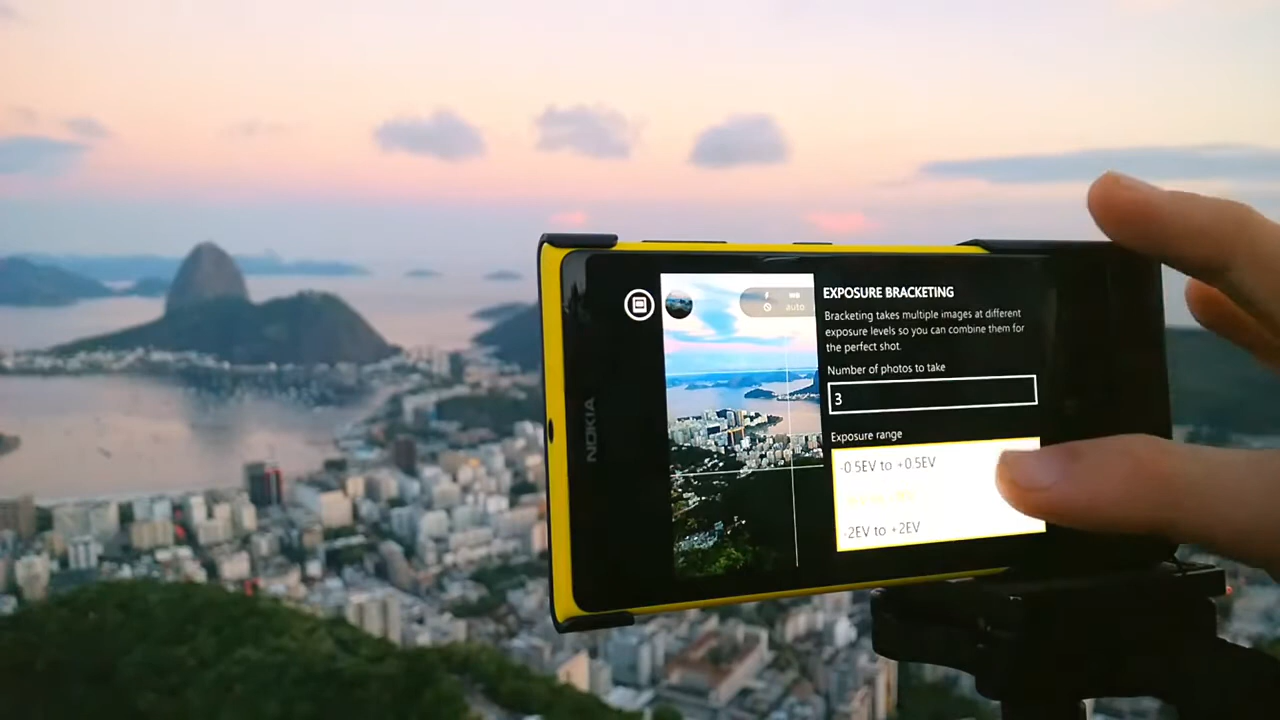 NOKIA
auto
EXPOSURE BRACKETING
Bracketing takes multiple images at different
exposure levels so you can combine them for
the perfect shot.
Number of photos to take
3
Exposure range
-0.5EV to +0.5EV
-2EV to +2EV